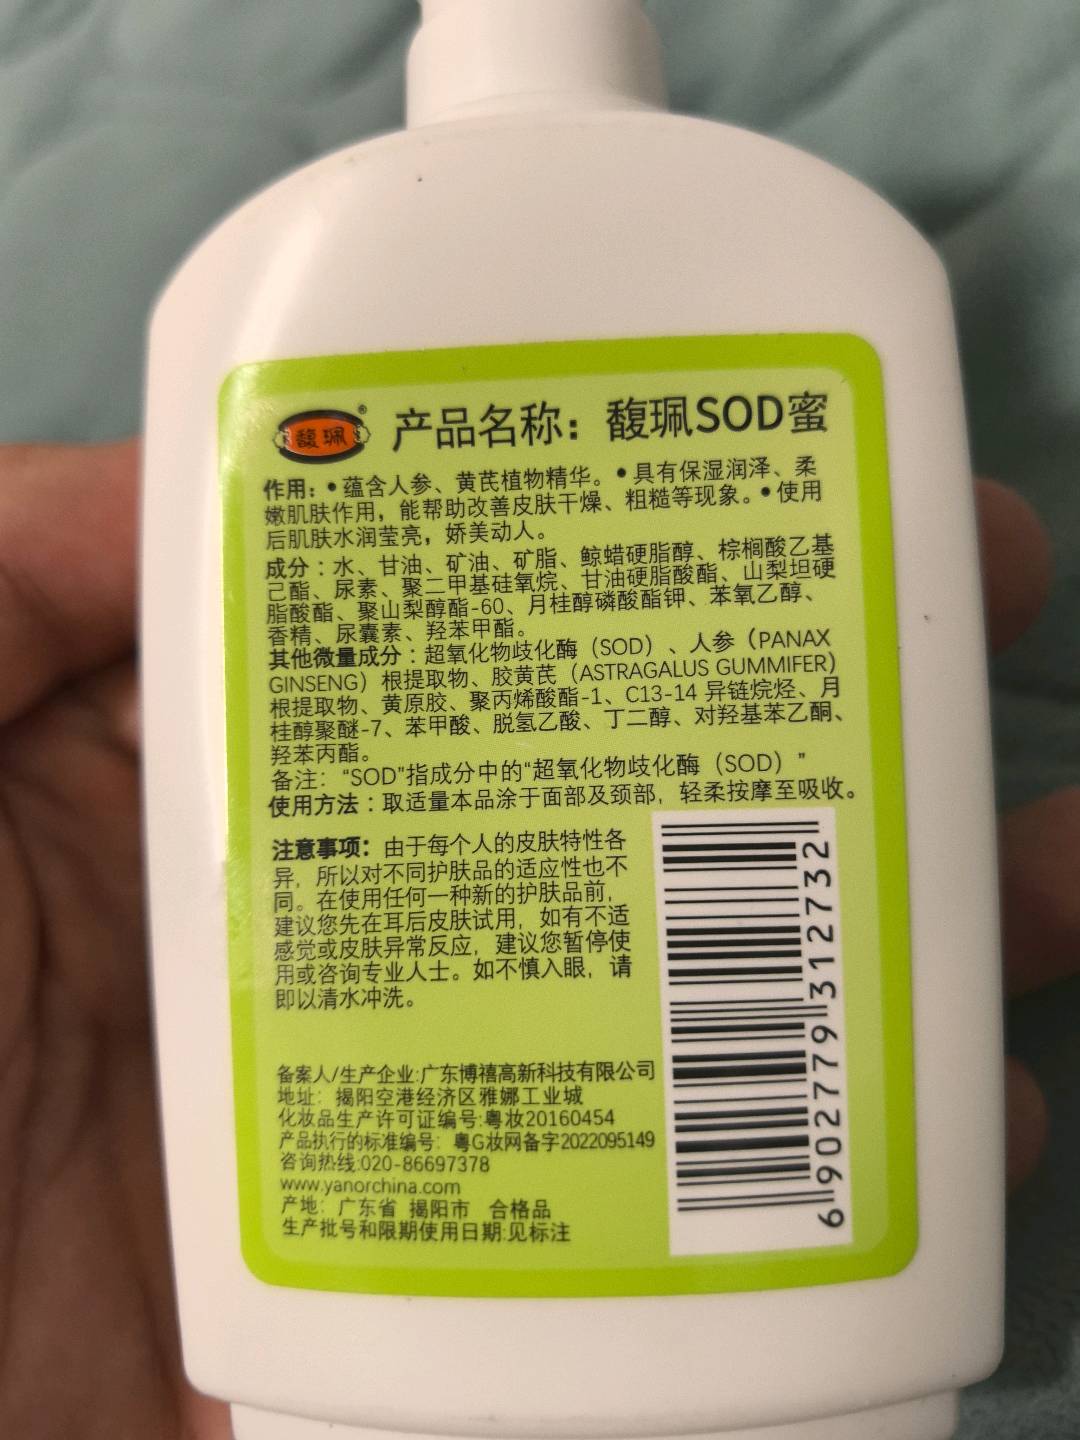 馥珮®
产品名称：馥珮SOD蜜
作用：•蕴含人参、黄芪植物精华。•具有保湿润泽、柔
嫩肌肤作用，能帮助改善皮肤干燥、粗糙等现象。•使用
后肌肤水润莹亮，娇美动人。
成分：水、甘油、矿油、矿脂、鲸蜡硬脂醇、棕榈酸乙基
己酯、尿素、聚二甲基硅氧烷、甘油硬脂酸酯、山梨坦硬
脂酸酯、聚山梨醇酯-60、月桂醇磷酸酯钾、苯氧乙醇、
香精、尿囊素、羟苯甲酯。
其他微量成分：超氧化物歧化酶（SOD）、人参（PANAX
GINSENG）根提取物、胶黄芪（ASTRAGALUS GUMMIFER）
根提取物、黄原胶、聚丙烯酸酯-1、C13-14 异链烷烃、月
桂醇聚醚-7、苯甲酸、脱氢乙酸、丁二醇、对羟基苯乙酮、
羟苯丙酯。
备注：“SOD”指成分中的“超氧化物歧化酶（SOD）”
使用方法：取适量本品涂于面部及颈部，轻柔按摩至吸收。
注意事项：由于每个人的皮肤特性各
异，所以对不同护肤品的适应性也不
同。在使用任何一种新的护肤品前，
建议您先在耳后皮肤试用，如有不适
感觉或皮肤异常反应，建议您暂停使
用或咨询专业人士。如不慎入眼，请
即以清水冲洗。
备案人/生产企业:广东博禧高新科技有限公司
地址：揭阳空港经济区雅娜工业城
化妆品生产许可证编号:粤妆20160454
产品执行的标准编号：粤G妆网备字2022095149
咨询热线:020-86697378
www.yanorchina.com
产地：广东省 揭阳市 合格品
生产批号和限期使用日期:见标注
6902779312732